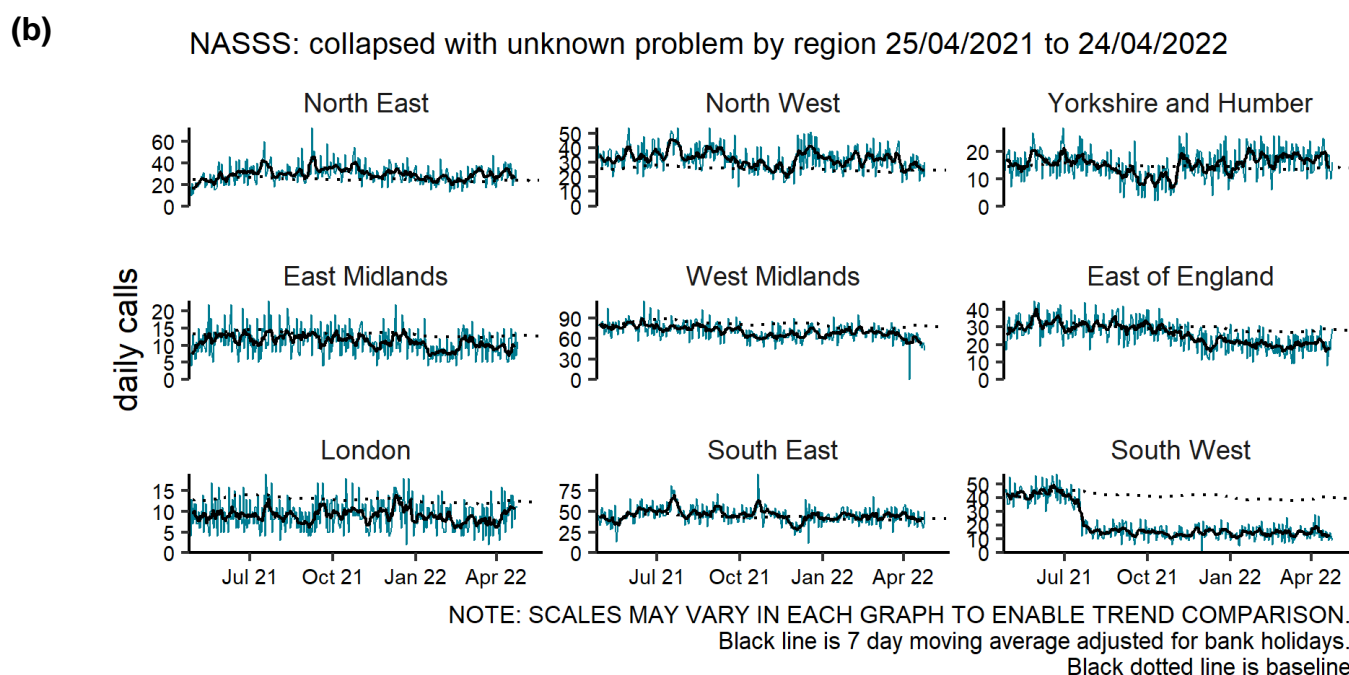 (b)
NASSS: collapsed with unknown problem by region 25/04/2021 to 24/04/2022
North East
North West
Yorkshire and Humber
60
40
20
0
50
40
30
20
10
0
20
10
0
daily calls
East Midlands
West Midlands
East of England
20
15
10
5
0
90
60
30
0
40
30
20
10
0
London
South East
South West
15
10
5
0
75
50
25
0
50
40
30
20
10
0
Jul 21 Oct 21 Jan 22 Apr 22
Jul 21 Oct 21 Jan 22 Apr 22
Jul 21 Oct 21 Jan 22 Apr 22
NOTE: SCALES MAY VARY IN EACH GRAPH TO ENABLE TREND COMPARISON.
Black line is 7 day moving average adjusted for bank holidays.
Black dotted line is baseline